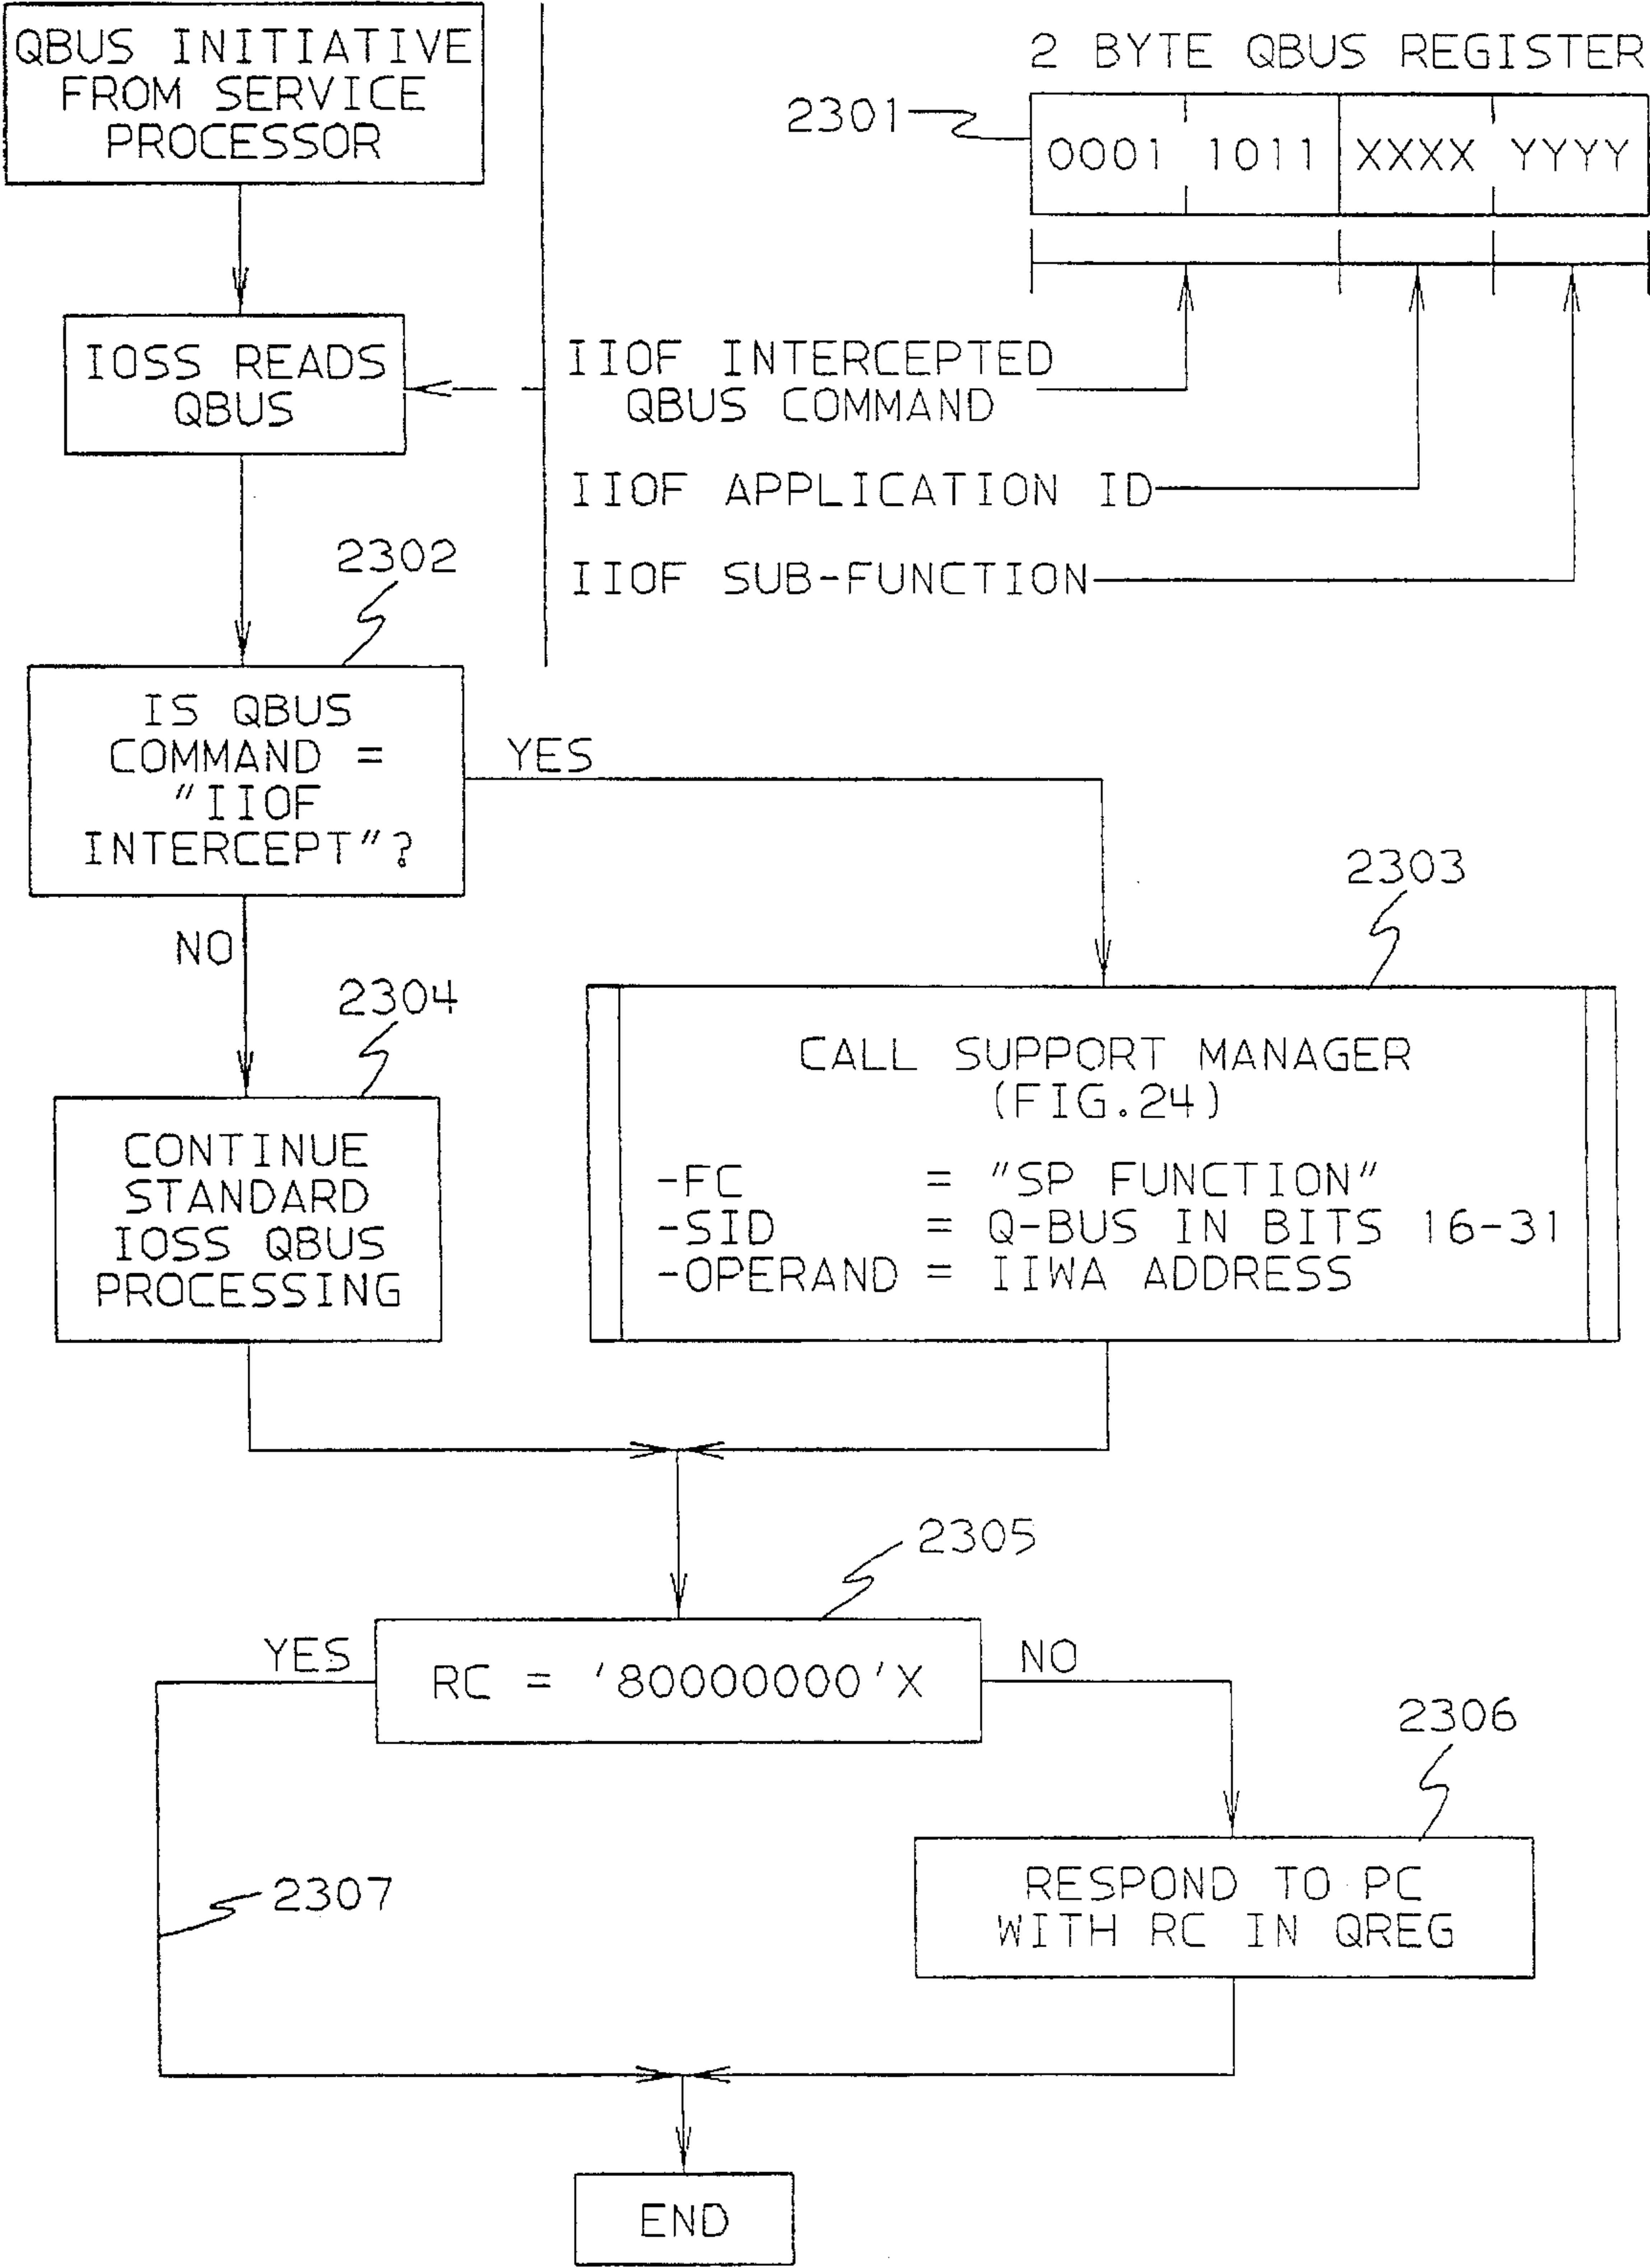 QBUS INITIATIVE
FROM SERVICE
PROCESSOR
2 BYTE QBUS REGISTER
2301
0001 1011 XXXX YYYY
IOSS READS
QBUS
IIOF INTERCEPTED
QBUS COMMAND
IIOF APPLICATION ID
IIOF SUB-FUNCTION
2302
IS QBUS
COMMAND =
"IIOF
INTERCEPT"?
YES
NO
2303
CALL SUPPORT MANAGER
(FIG.24)
-FC = "SP FUNCTION"
-SID = Q-BUS IN BITS 16-31
-OPERAND = IIWA ADDRESS
2304
CONTINUE
STANDARD
IOSS QBUS
PROCESSING
2305
YES
RC = '80000000'X
NO
2306
RESPOND TO PC
WITH RC IN QREG
2307
END